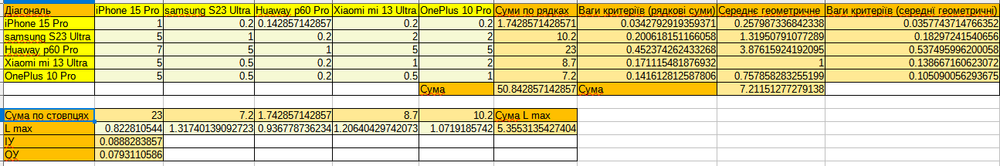 Діагональ iPhone 15 Pro samsung S23 Ultra Huaway p60 Pro Xiaomi mi 13 Ultra OnePlus 10 Pro Суми по рядках Ваги критеріїв (рядкові суми) Середнє геометричне Ваги критеріїв (середні геометричні)
iPhone 15 Pro 1 0.2 0.142857142857 0.2 0.2 1.7428571428571 0.0342792919359371 0.257987336842338 0.0357743714766352
samsung S23 Ultra 5 1 0.2 2 2 10.2 0.200618151166058 1.31950791077289 0.18297241540656
Huaway p60 Pro 7 5 1 5 5 23 0.452374262433268 3.87615924192095 0.537495996200058
Xiaomi mi 13 Ultra 5 0.5 0.2 1 2 8.7 0.171115481876932 1 0.138667160623072
OnePlus 10 Pro 5 0.5 0.2 0.5 1 7.2 0.141612812587806 0.757858283255199 0.105090056293675
Сума 50.842857142857 Сума 7.21151277279138
Сума по стовпцях 23 7.2 1.742857142857 8.7 10.2 Сума L max
L max 0.822810544 1.31740139092723 0.936778736234 1.20640429742073 1.0719185742 5.3553135427404
ІУ 0.0888283857
ОУ 0.0793110586